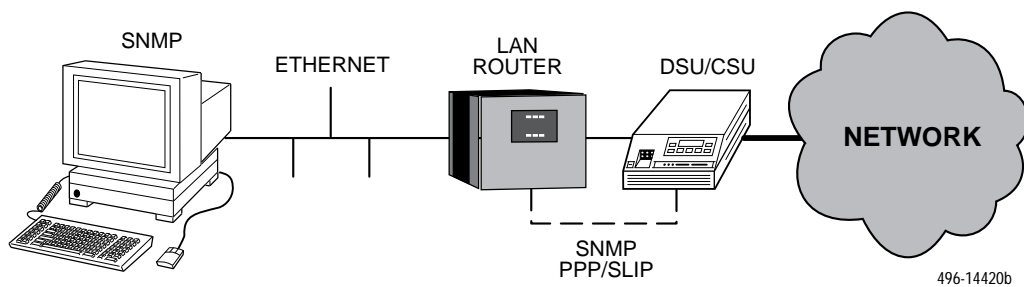 SNMP
ETHERNET
LAN
ROUTER
DSU/CSU
NETWORK
SNMP
PPP/SLIP
496-14420b